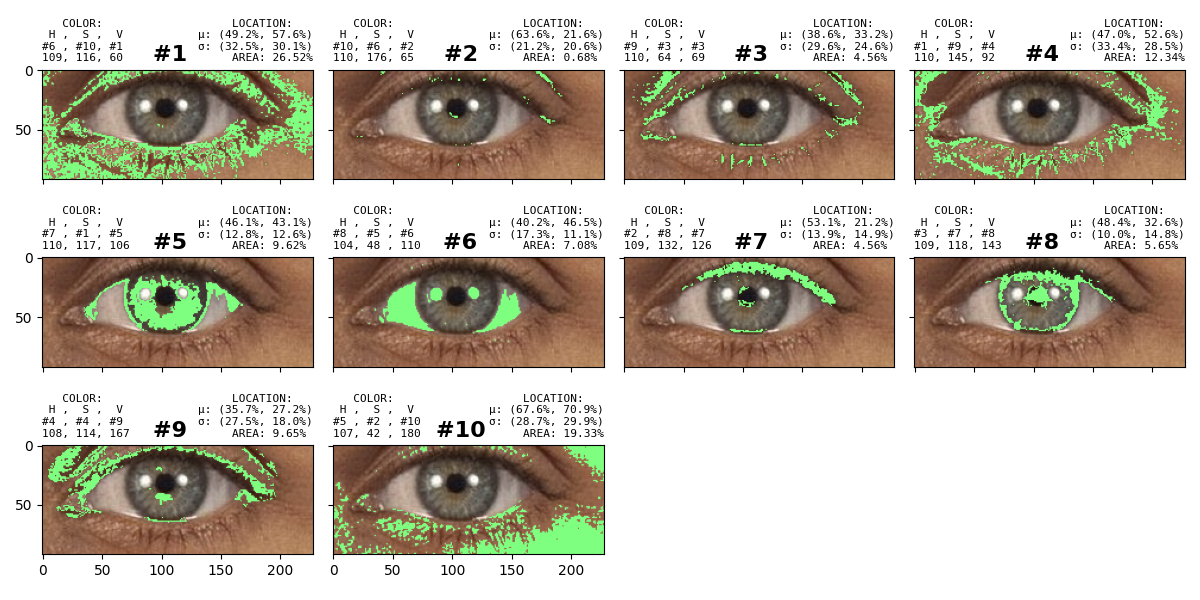 COLOR: LOCATION: COLOR: LOCATION: COLOR: LOCATION: COLOR: LOCATION:
H , S , V μ: (49.2%, 57.6%) H , S , V μ: (63.6%, 21.6%) H , S , V μ: (38.6%, 33.2%) H , S , V μ: (47.0%, 52.6%)
#6 , #10, #1 σ: (32.5%, 30.1%) #10, #6 , #2 σ: (21.2%, 20.6%) #9 , #3 , #3 σ: (29.6%, 24.6%) #1 , #9 , #4 σ: (33.4%, 28.5%)
109, 116, 60 #1 AREA: 26.52% 110, 176, 65 #2 AREA: 0.68% 110, 64 , 69 #3 AREA: 4.56% 110, 145, 92 #4 AREA: 12.34%
0
50
COLOR: LOCATION: COLOR: LOCATION: COLOR: LOCATION: COLOR: LOCATION:
H , S , V μ: (46.1%, 43.1%) H , S , V μ: (40.2%, 46.5%) H , S , V μ: (53.1%, 21.2%) H , S , V μ: (48.4%, 32.6%)
#7 , #1 , #5 σ: (12.8%, 12.6%) #8 , #5 , #6 σ: (17.3%, 11.1%) #2 , #8 , #7 σ: (13.9%, 14.9%) #3 , #7 , #8 σ: (10.0%, 14.8%)
110, 117, 106 #5 AREA: 9.62% 104, 48 , 110 #6 AREA: 7.08% 109, 132, 126 #7 AREA: 4.56% 109, 118, 143 #8 AREA: 5.65%
0
50
COLOR: LOCATION: COLOR: LOCATION:
H , S , V μ: (35.7%, 27.2%) H , S , V μ: (67.6%, 70.9%)
#4 , #4 , #9 σ: (27.5%, 18.0%) #5 , #2 , #10 σ: (28.7%, 29.9%)
108, 114, 167 #9 AREA: 9.65% 107, 42 , 180 #10 AREA: 19.33%
0
50
0 50 100 150 200 0 50 100 150 200